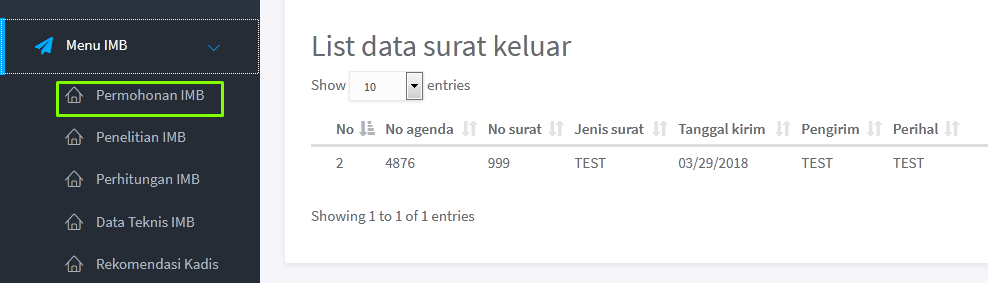 Menu IMB
Permohonan IMB
Penelitian IMB
Perhitungan IMB
Data Teknis IMB
Rekomendasi Kadis
List data surat keluar
Show 10 entries
No No agenda No surat Jenis surat Tanggal kirim Pengirim Perihal
2 4876 999 TEST 03/29/2018 TEST TEST
Showing 1 to 1 of 1 entries